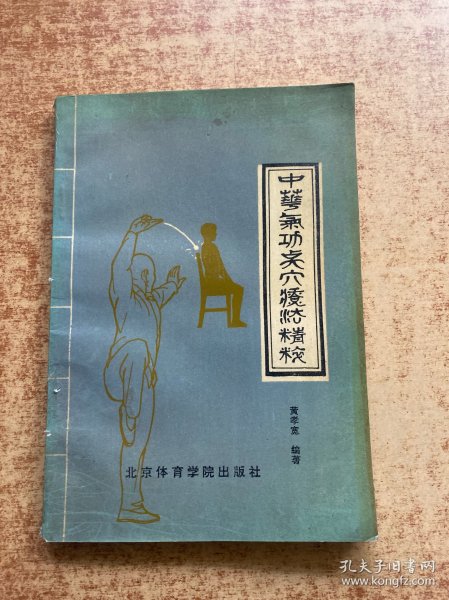 中華氣功点穴療法精粹
黄孝宽 编著
北京体育学院出版社
孔夫子旧书网
www.kongfz.com